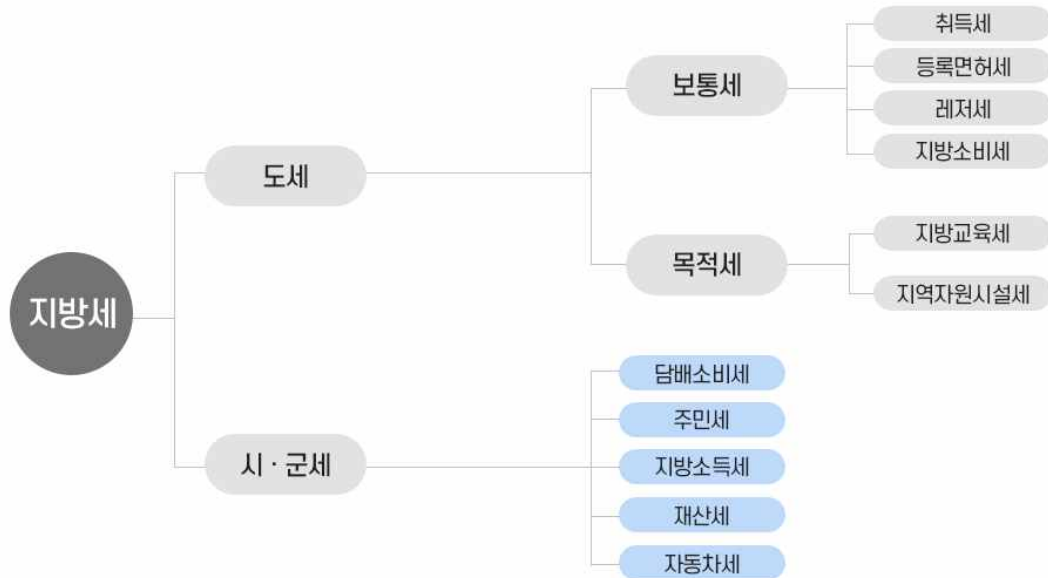 지방세
도세
보통세
취득세
등록면허세
레저세
지방소비세
목적세
지방교육세
지역자원시설세
시 · 군세
담배소비세
주민세
지방소득세
재산세
자동차세